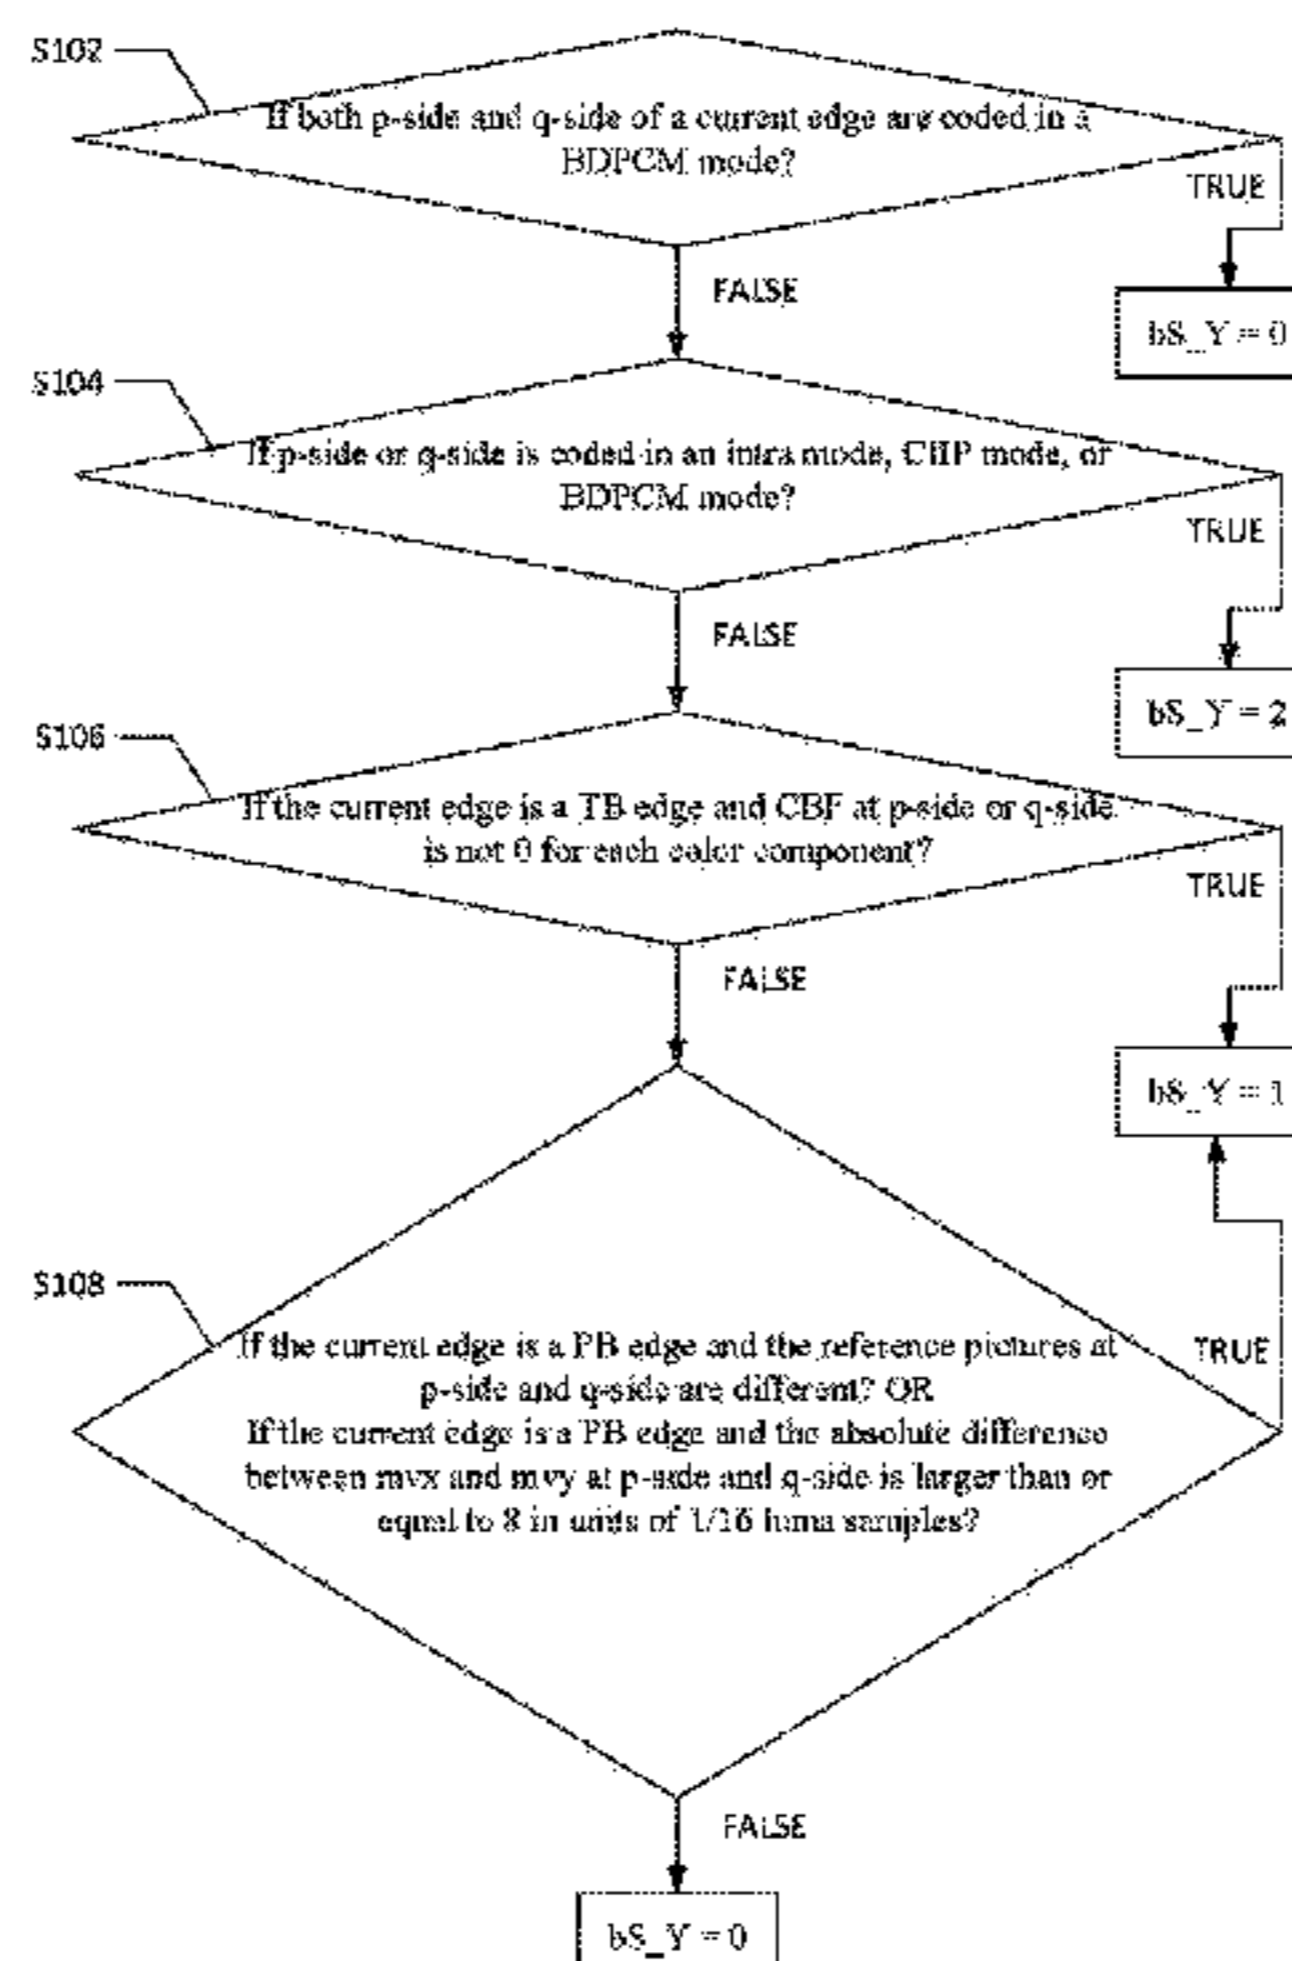 S102
If both p-side and q-side of a current edge are coded in a
BDPCM mode?
TRUE
FALSE
bS_Y = 0
S104
If p-side or q-side is coded in an intra mode, CIIP mode, or
BDPCM mode?
TRUE
FALSE
bS_Y = 2
S106
If the current edge is a TB edge and CBF at p-side or q-side
is not 0 for each color component?
TRUE
FALSE
bS_Y = 1
S108
If the current edge is a PB edge and the reference pictures at
p-side and q-side are different? OR
If the current edge is a PB edge and the absolute difference
between mvx and mvy at p-side and q-side is larger than or
equal to 8 in units of 1/16 luma samples?
TRUE
FALSE
bS_Y = 0